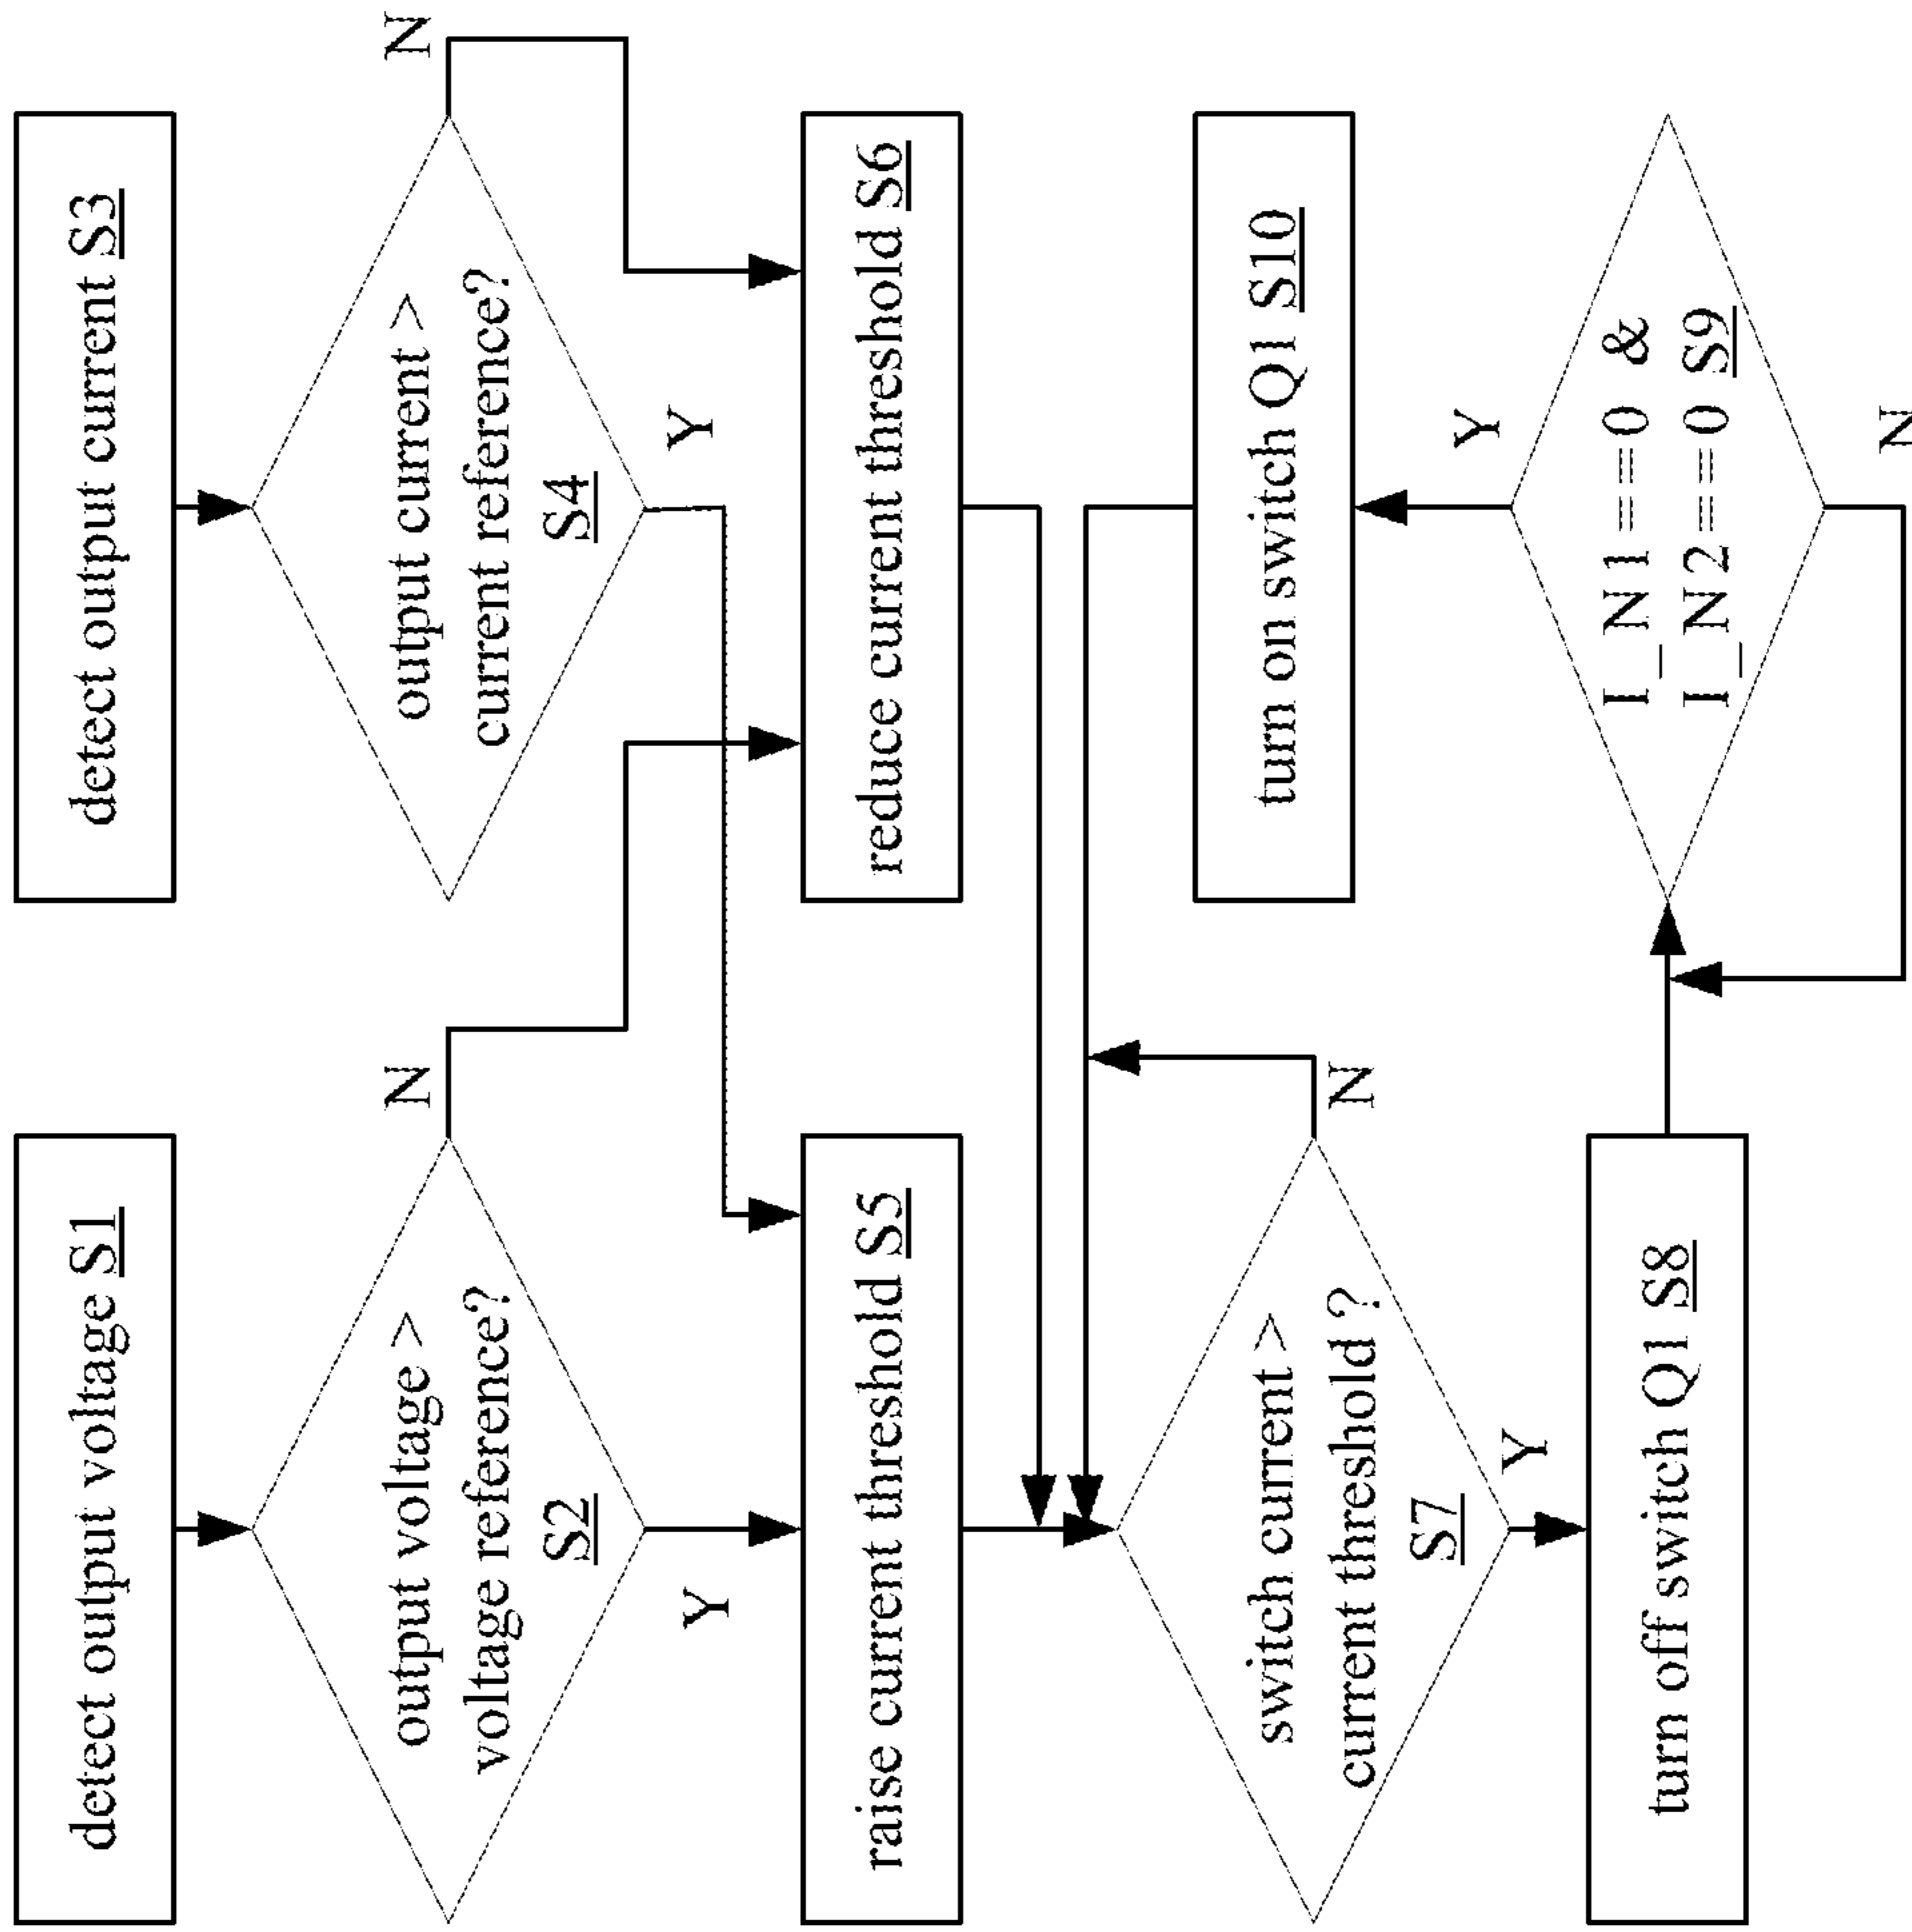 detect output voltage S1
output voltage >
voltage reference?
S2
N
Y
detect output current S3
output current >
current reference?
S4
N
Y
raise current threshold S5
reduce current threshold S6
switch current >
current threshold ?
S7
N
Y
turn off switch Q1 S8
turn on switch Q1 S10
Y
I_N1==0 &
I_N2==0 S9
N